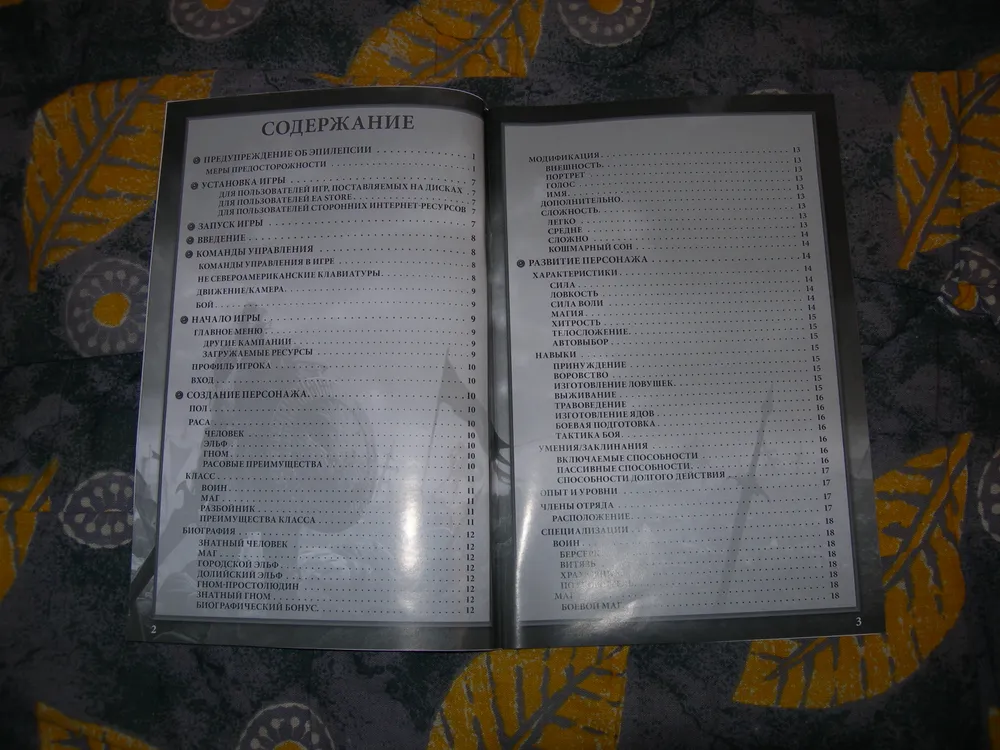 СОДЕРЖАНИЕ
ПРЕДУПРЕЖДЕНИЕ ОБ ЭПИЛЕПСИИ 1
МЕРЫ ПРЕДОСТОРОЖНОСТИ 1
УСТАНОВКА ИГРЫ 7
ДЛЯ ПОЛЬЗОВАТЕЛЕЙ ИГР, ПОСТАВЛЯЕМЫХ НА ДИСКАХ 7
ДЛЯ ПОЛЬЗОВАТЕЛЕЙ EA STORE 7
ДЛЯ ПОЛЬЗОВАТЕЛЕЙ СТОРОННИХ ИНТЕРНЕТ-РЕСУРСОВ 7
ЗАПУСК ИГРЫ 7
ВВЕДЕНИЕ 8
КОМАНДЫ УПРАВЛЕНИЯ 8
КОМАНДЫ УПРАВЛЕНИЯ В ИГРЕ 8
НЕ СЕВЕРОАМЕРИКАНСКИЕ КЛАВИАТУРЫ 8
ДВИЖЕНИЕ/КАМЕРА 9
БОЙ 9
НАЧАЛО ИГРЫ 9
ГЛАВНОЕ МЕНЮ 9
ДРУГИЕ КАМПАНИИ 9
ЗАГРУЖАЕМЫЕ РЕСУРСЫ 9
ПРОФИЛЬ ИГРОКА 10
ВХОД 10
СОЗДАНИЕ ПЕРСОНАЖА 10
ПОЛ 10
РАСА 10
ЧЕЛОВЕК 10
ЭЛЬФ 10
ГНОМ 10
РАСОВЫЕ ПРЕИМУЩЕСТВА 10
КЛАСС 11
ВОИН 11
МАГ 11
РАЗБОЙНИК 11
ПРЕИМУЩЕСТВА КЛАССА 11
БИОГРАФИЯ 12
ЗНАТНЫЙ ЧЕЛОВЕК 12
МАГ 12
ГОРОДСКОЙ ЭЛЬФ 12
ДОЛИЙСКИЙ ЭЛЬФ 12
ГНОМ-ПРОСТОЛЮДИН 12
ЗНАТНЫЙ ГНОМ 12
БИОГРАФИЧЕСКИЙ БОНУС 12
2
МОДИФИКАЦИЯ 13
ВНЕШНОСТЬ 13
ПОРТРЕТ 13
ГОЛОС 13
ИМЯ 13
ДОПОЛНИТЕЛЬНО 13
СЛОЖНОСТЬ 13
ЛЕГКО 13
СРЕДНЕ 13
СЛОЖНО 14
КОШМАРНЫЙ СОН 14
РАЗВИТИЕ ПЕРСОНАЖА 14
ХАРАКТЕРИСТИКИ 14
СИЛА 14
ЛОВКОСТЬ 14
СИЛА ВОЛИ 14
МАГИЯ 14
ХИТРОСТЬ 15
ТЕЛОСЛОЖЕНИЕ 15
АВТОВЫБОР 15
НАВЫКИ 15
ПРИНУЖДЕНИЕ 15
ВОРОВСТВО 15
ИЗГОТОВЛЕНИЕ ЛОВУШЕК 15
ВЫЖИВАНИЕ 15
ТРАВОВЕДЕНИЕ 16
ИЗГОТОВЛЕНИЕ ЯДОВ 16
БОЕВАЯ ПОДГОТОВКА 16
ТАКТИКА БОЯ 16
УМЕНИЯ/ЗАКЛИНАНИЯ 16
ВКЛЮЧАЕМЫЕ СПОСОБНОСТИ 16
ПАССИВНЫЕ СПОСОБНОСТИ 16
СПОСОБНОСТИ ДОЛГОГО ДЕЙСТВИЯ 17
ОПЫТ И УРОВНИ 17
ЧЛЕНЫ ОТРЯДА 17
РАСПОЛОЖЕНИЕ 17
СПЕЦИАЛИЗАЦИИ 18
ВОИН 18
БЕРСЕРК 18
ВИТЯЗЬ 18
18
18
МАГ 18
БОЕВОЙ МАГ 18
3